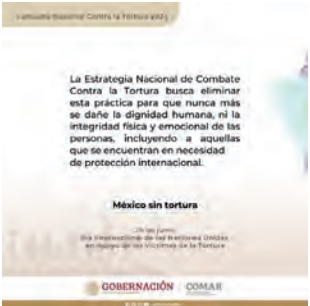 Campaña Nacional Contra la Tortura 2023
La Estrategia Nacional de Combate
Contra la Tortura busca eliminar
esta práctica para que nunca más
se dañe la dignidad humana, ni la
integridad física y emocional de las
personas, incluyendo a aquellas
que se encuentran en necesidad
de protección internacional.
México sin tortura
26 de junio
Día Internacional de las Naciones Unidas
en Apoyo de las Víctimas de la Tortura
GOBERNACIÓN COMAR